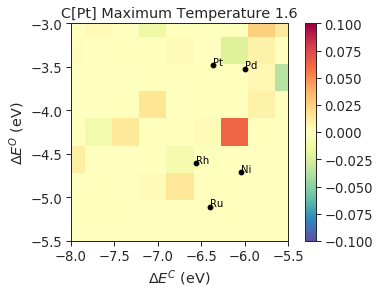 C[Pt] Maximum Temperature 1.6
−3.0
−3.5
−4.0
−4.5
−5.0
−5.5
ΔE^O (eV)
Pt
Pd
Rh
Ni
Ru
−8.0 −7.5 −7.0 −6.5 −6.0 −5.5
ΔE^C (eV)
0.100
0.075
0.050
0.025
0.000
−0.025
−0.050
−0.075
−0.100